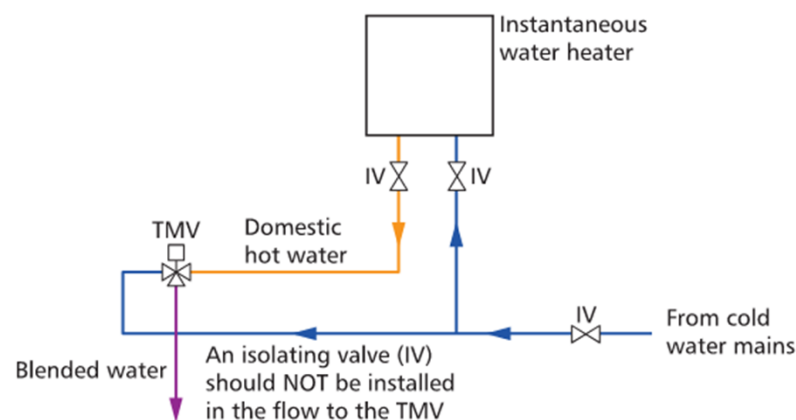 Instantaneous
water heater
IV
IV
TMV
Domestic
hot water
IV
From cold
water mains
Blended water
An isolating valve (IV)
should NOT be installed
in the flow to the TMV